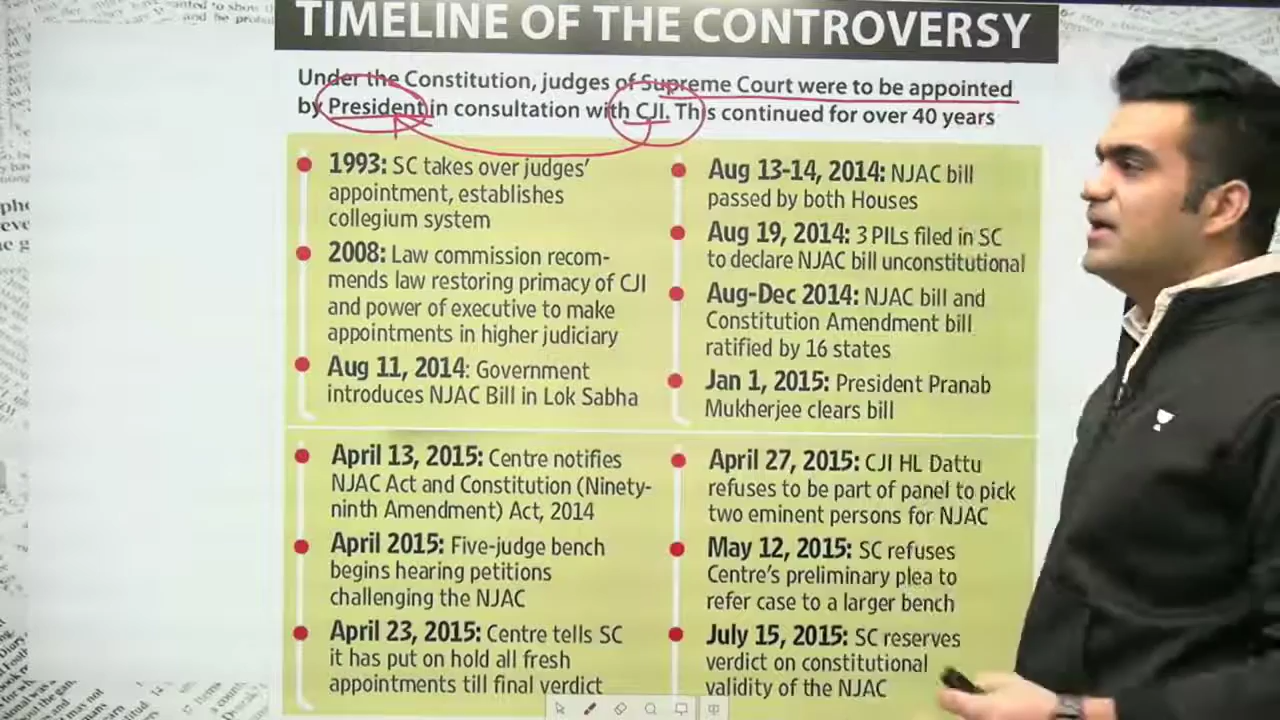 TIMELINE OF THE CONTROVERSY
Under the Constitution, judges of Supreme Court were to be appointed
by President in consultation with CJI. This continued for over 40 years
1993: SC takes over judges'
appointment, establishes
collegium system
2008: Law commission recom-
mends law restoring primacy of CJI
and power of executive to make
appointments in higher judiciary
Aug 11, 2014: Government
introduces NJAC Bill in Lok Sabha
Aug 13-14, 2014: NJAC bill
passed by both Houses
Aug 19, 2014: 3 PILs filed in SC
to declare NJAC bill unconstitutional
Aug-Dec 2014: NJAC bill and
Constitution Amendment bill
ratified by 16 states
Jan 1, 2015: President Pranab
Mukherjee clears bill
April 13, 2015: Centre notifies
NJAC Act and Constitution (Ninety-
ninth Amendment) Act, 2014
April 2015: Five-judge bench
begins hearing petitions
challenging the NJAC
April 23, 2015: Centre tells SC
it has put on hold all fresh
appointments till final verdict
April 27, 2015: CJI HL Dattu
refuses to be part of panel to pick
two eminent persons for NJAC
May 12, 2015: SC refuses
Centre's preliminary plea to
refer case to a larger bench
July 15, 2015: SC reserves
verdict on constitutional
validity of the NJAC